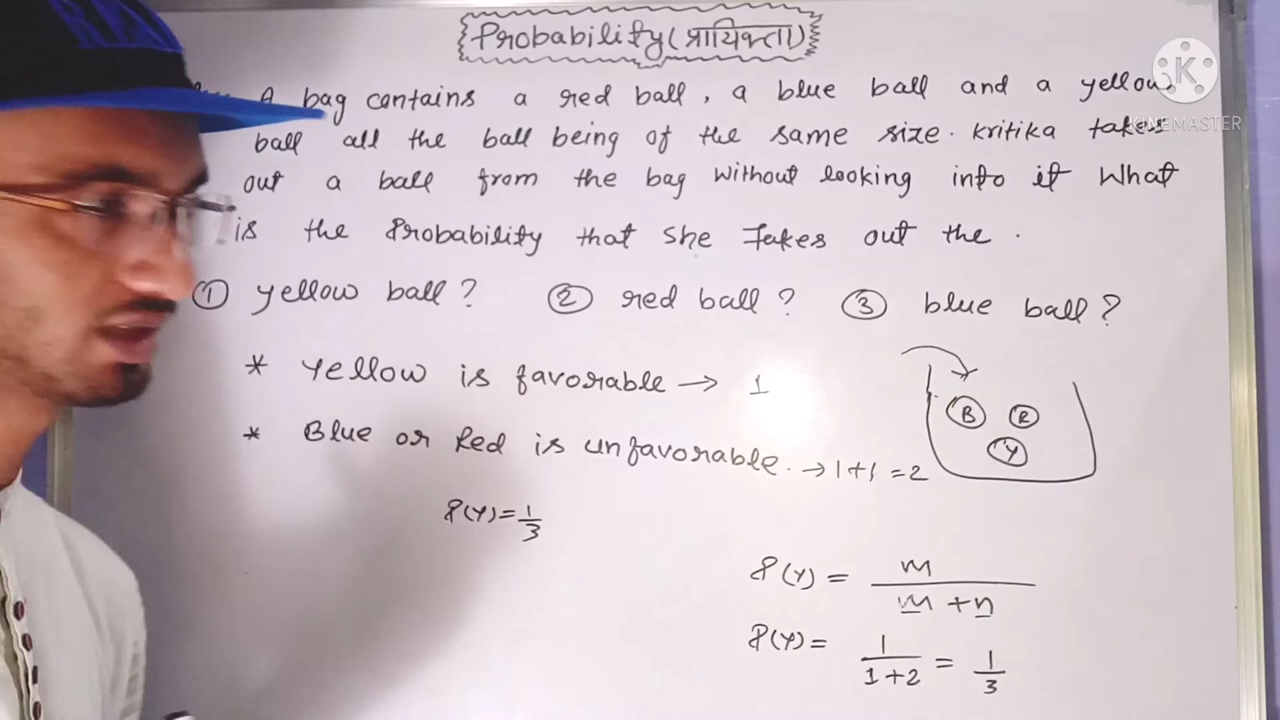 Probability (प्रायिकता)
K
KINEMASTER
A bag contains a red ball, a blue ball and a yellow
ball all the ball being of the same size. Kritika takes
out a ball from the bag without looking into it What
is the Probability that she Takes out the .
① yellow ball? ② red ball? ③ blue ball?
* Yellow is favorable → 1
* Blue or Red is unfavorable. → 1+1 = 2
B R
Y
P(Y) = 1/3
P(Y) = m / m + n
P(Y) = 1 / 1+2 = 1/3